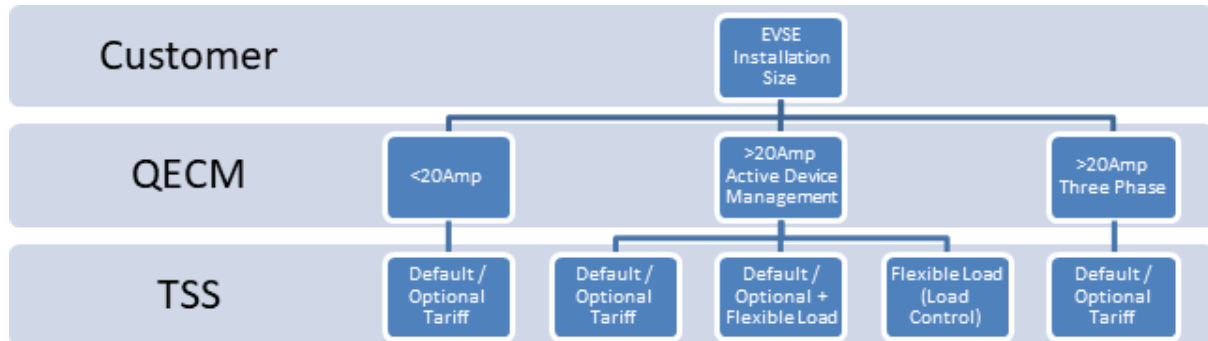 Customer
EVSE
Installation
Size
QECM
<20Amp
>20Amp
Active Device
Management
>20Amp
Three Phase
TSS
Default /
Optional
Tariff
Default /
Optional
Tariff
Default /
Optional +
Flexible Load
Flexible Load
(Load
Control)
Default /
Optional
Tariff